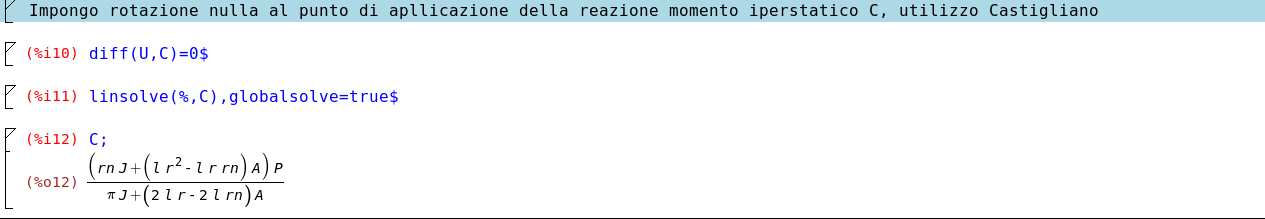 Impongo rotazione nulla al punto di apllicazione della reazione momento iperstatico C, utilizzo Castigliano
(%i10) diff(U,C)=0$
(%i11) linsolve(%,C),globalsolve=true$
(%i12) C;
(%o12) ((rn J+(l r^2-l r rn) A) P)/(π J+(2 l r-2 l rn) A)